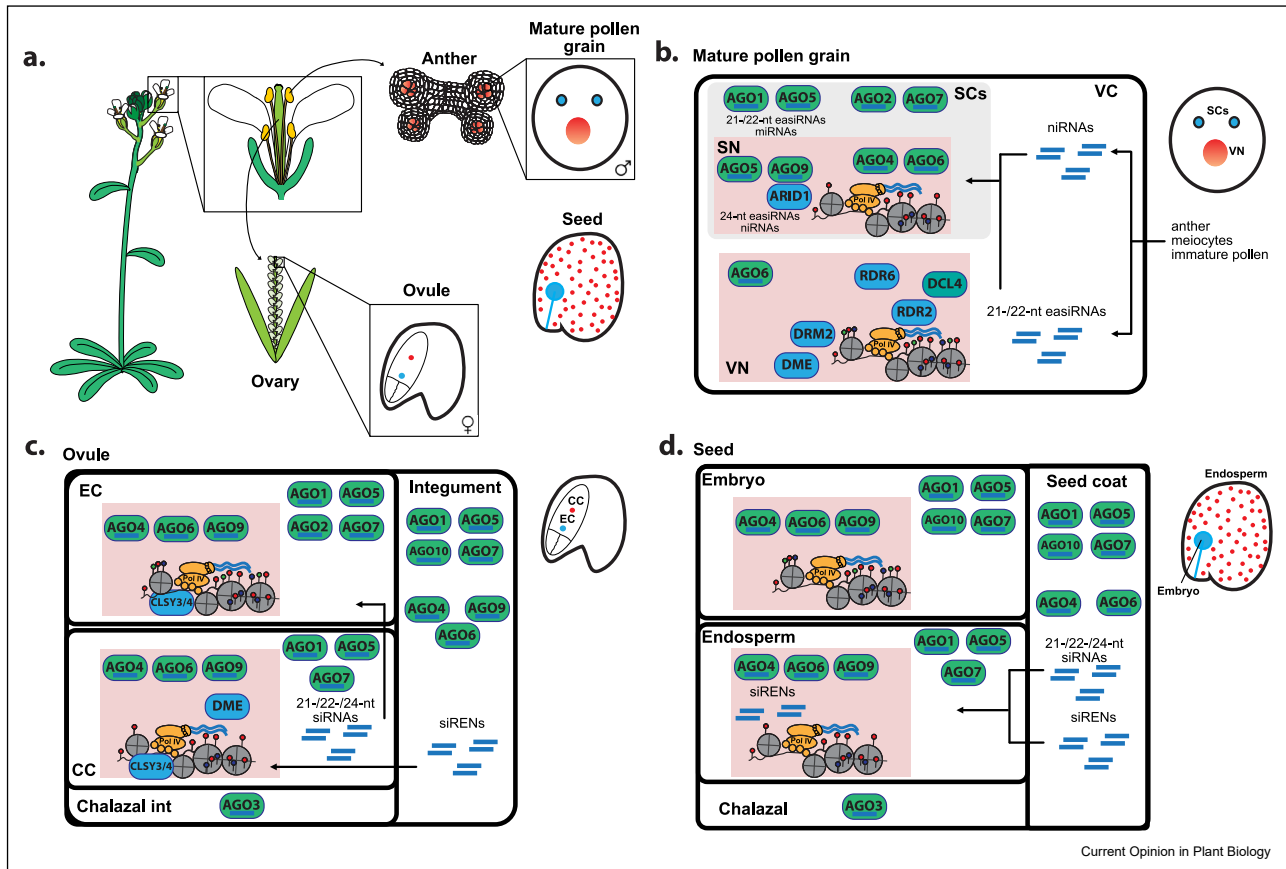 a.
Anther
Mature pollen
grain
♂
Seed
Ovary
Ovule
♀
b.
Mature pollen grain
AGO1 AGO5 AGO2 AGO7
SCs
VC
21-/22-nt easiRNAs
miRNAs
SN
AGO5 AGO9 AGO4 AGO6
ARID1
Pol IV
24-nt easiRNAs
niRNAs
niRNAs
SCs
VN
anther
meiocytes
immature pollen
AGO6
RDR6
DCL4
RDR2
DRM2
Pol IV
DME
VN
21-/22-nt easiRNAs
c.
Ovule
EC
AGO1 AGO5
AGO4 AGO6 AGO9
AGO2 AGO7
Pol IV
CLSY3/4
Integument
AGO1 AGO5
AGO10 AGO7
AGO4 AGO9
AGO6
CC
EC
AGO4 AGO6 AGO9
AGO1 AGO5
AGO7
DME
21-/22-/24-nt
siRNAs
Pol IV
CLSY3/4
CC
siRENs
Chalazal int
AGO3
d.
Seed
Embryo
AGO1 AGO5
AGO4 AGO6 AGO9
AGO10 AGO7
Pol IV
Seed coat
AGO1 AGO5
AGO10 AGO7
AGO4 AGO6
21-/22-/24-nt
siRNAs
siRENs
Endosperm
Embryo
Endosperm
AGO1 AGO5
AGO4 AGO6 AGO9
AGO7
siRENs
Pol IV
Chalazal
AGO3
Current Opinion in Plant Biology